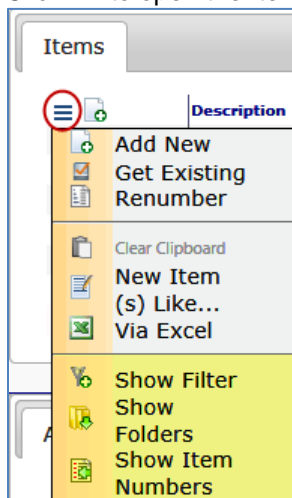 Items
Description
Add New
Get Existing
Renumber
Clear Clipboard
New Item
(s) Like...
Via Excel
Show Filter
Show
Folders
Show Item
Numbers